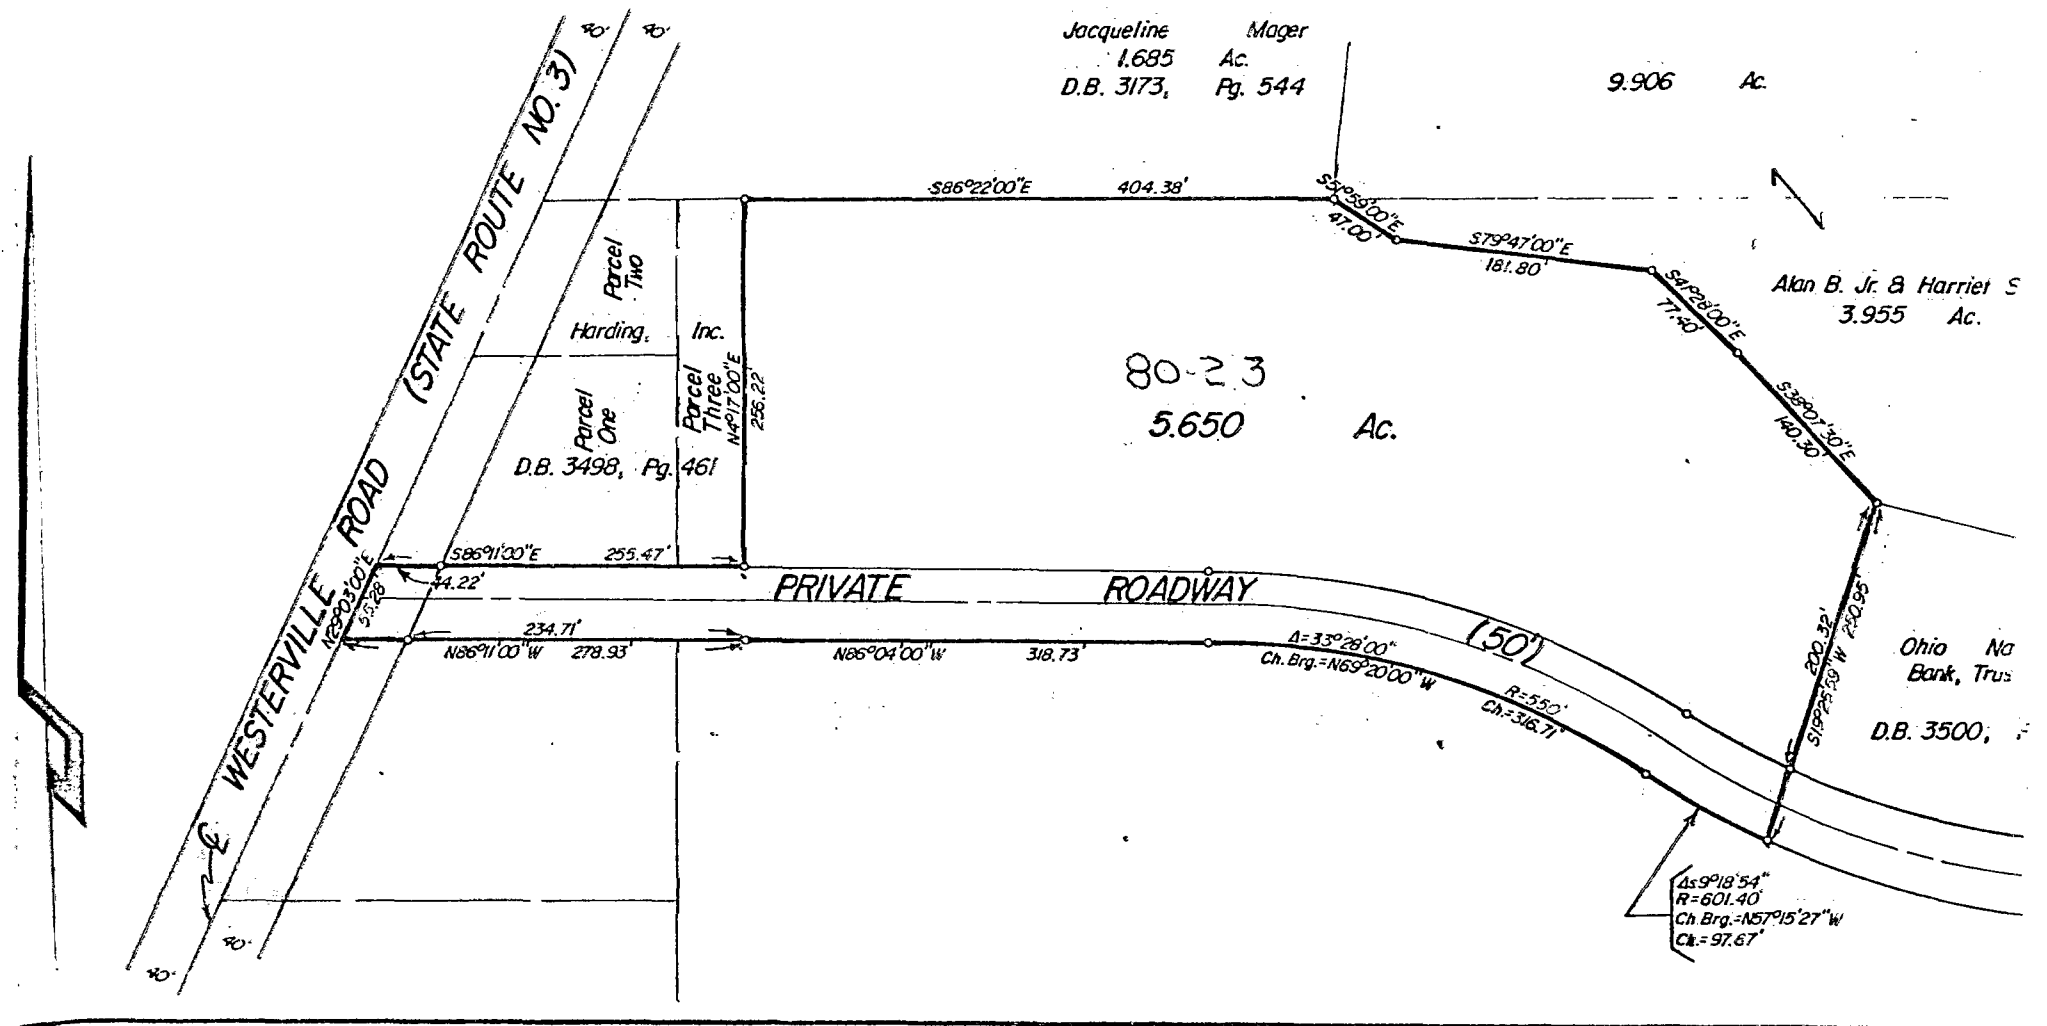 40' 40'
Jacqueline Mager
1.685 Ac.
D.B. 3173, Pg. 544
9.906 Ac.
WESTERVILLE ROAD (STATE ROUTE NO. 3)
S86°22'00"E 404.38'
S51°59'00"E
47.00'
S79°47'00"E
181.80'
S41°28'00"E
77.40'
Alan B. Jr. & Harriet S
3.955 Ac.
Parcel
Two
Harding, Inc.
Parcel
Three
N4°17'00"E
256.22'
80-23
5.650 Ac.
S38°07'30"E
140.30'
Parcel
One
D.B. 3498, Pg. 461
S86°11'00"E 255.47'
44.22'
N29°03'00"E
55.28'
PRIVATE ROADWAY
(50')
234.71'
N86°11'00"W 278.93'
N86°04'00"W 318.73'
Δ=33°28'00"
Ch. Brg.=N69°20'00"W
R=550'
Ch.=316.71'
200.32'
S19°25'59"W 250.95'
Ohio Na
Bank, Trus
D.B. 3500,
Δ=9°18'54"
R=601.40'
Ch. Brg.=N57°15'27"W
Ch.=97.67'
℄
40'
40'